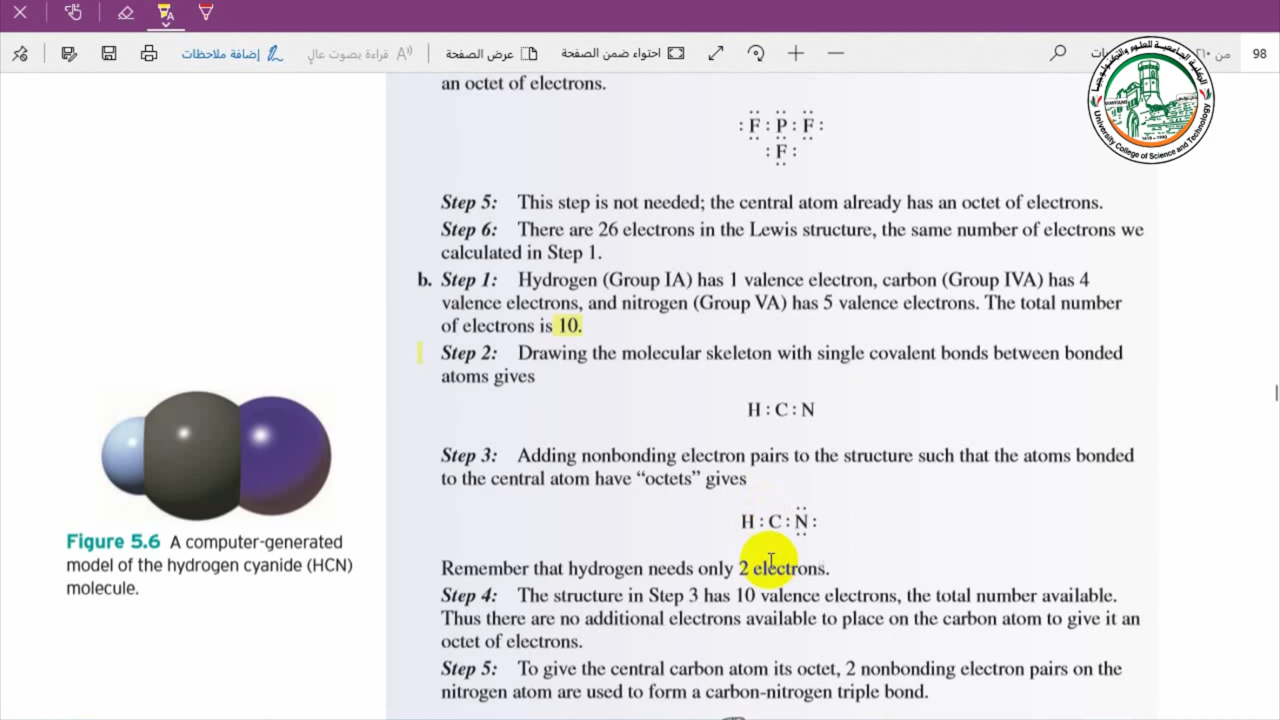 إضافة ملاحظات
قراءة بصوت عالٍ
عرض الصفحة
احتواء ضمن الصفحة
من
98
University College of Science and Technology
an octet of electrons.
: F : P : F :
: F :
Step 5: This step is not needed; the central atom already has an octet of electrons.
Step 6: There are 26 electrons in the Lewis structure, the same number of electrons we
calculated in Step 1.
b. Step 1: Hydrogen (Group IA) has 1 valence electron, carbon (Group IVA) has 4
valence electrons, and nitrogen (Group VA) has 5 valence electrons. The total number
of electrons is 10.
Step 2: Drawing the molecular skeleton with single covalent bonds between bonded
atoms gives
H : C : N
Step 3: Adding nonbonding electron pairs to the structure such that the atoms bonded
to the central atom have “octets” gives
H : C : N :
Remember that hydrogen needs only 2 electrons.
Step 4: The structure in Step 3 has 10 valence electrons, the total number available.
Thus there are no additional electrons available to place on the carbon atom to give it an
octet of electrons.
Step 5: To give the central carbon atom its octet, 2 nonbonding electron pairs on the
nitrogen atom are used to form a carbon-nitrogen triple bond.
Figure 5.6 A computer-generated
model of the hydrogen cyanide (HCN)
molecule.